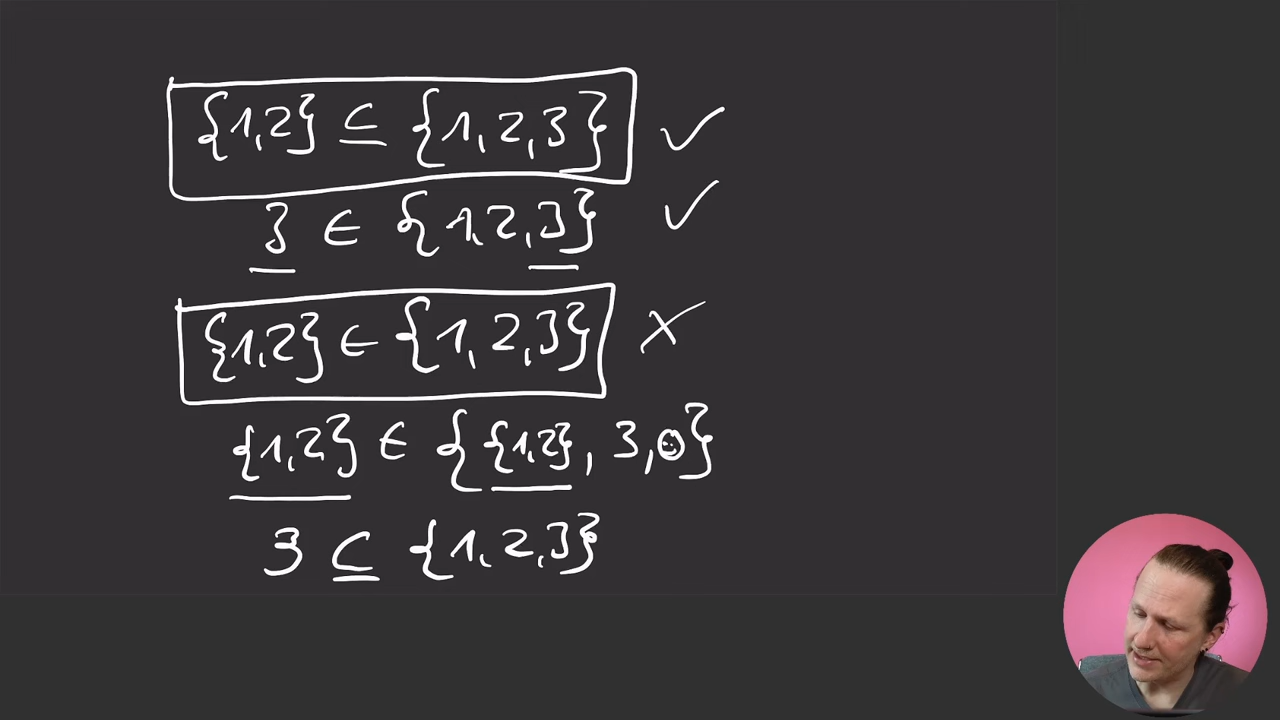 {1,2} ⊆ {1,2,3} ✓
3 ∈ {1,2,3} ✓
{1,2} ∈ {1,2,3} ✗
{1,2} ∈ {{1,2}, 3,☺}
3 ⊆ {1,2,3}